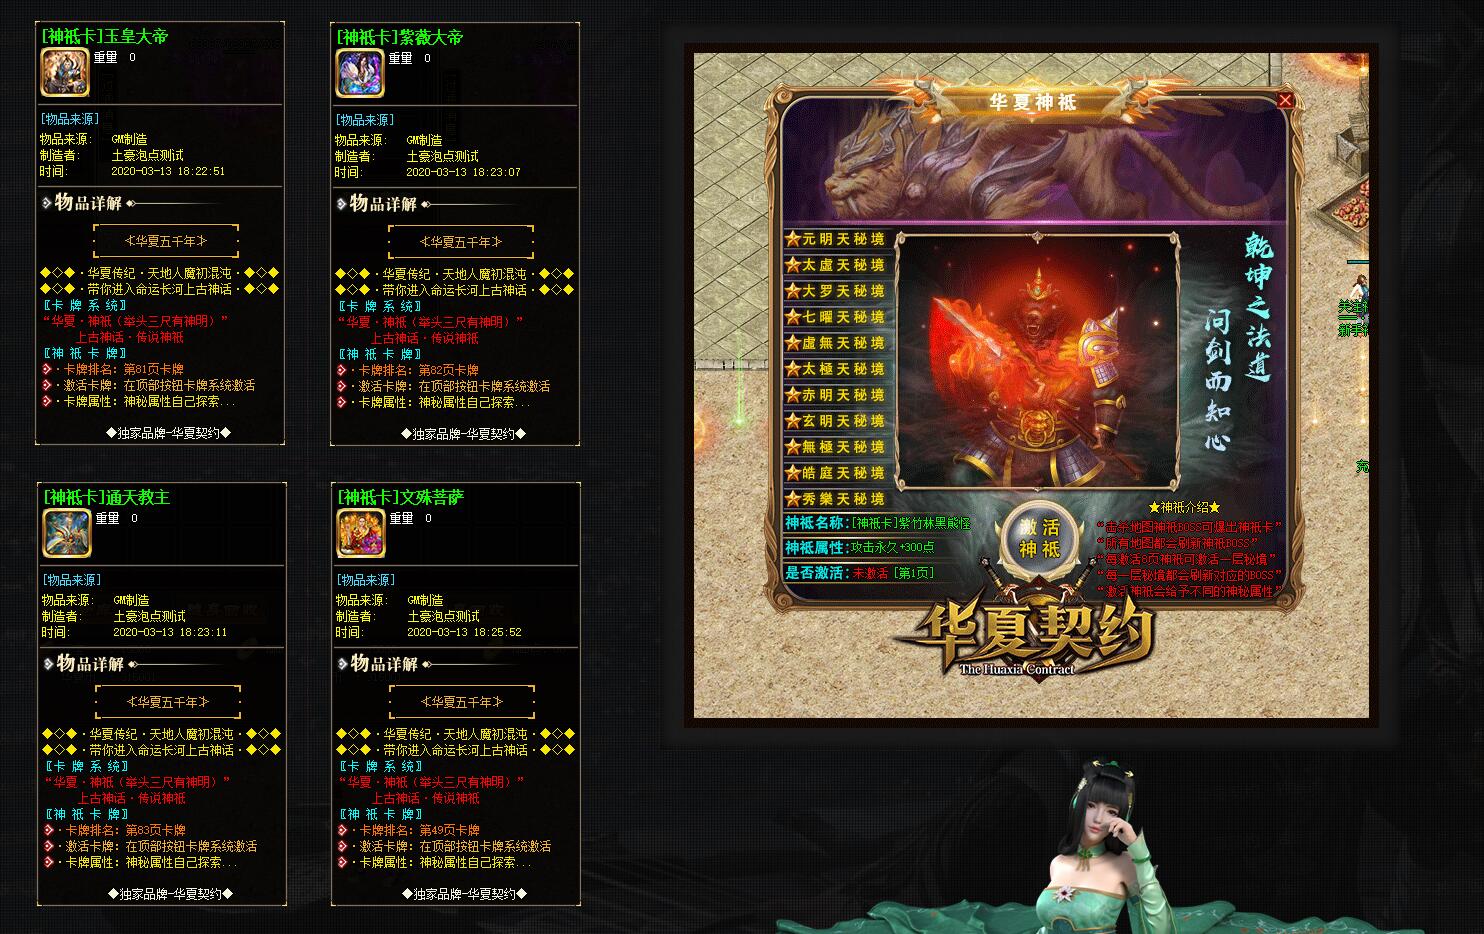 [神祗卡]玉皇大帝
重量 0
[物品来源]
物品来源: GM制造
制造者: 土豪泡点测试
时间: 2020-03-13 18:22:51
物品详解
华夏五千年
◆◇◆·华夏传纪·天地人魔初混沌·◆◇◆
◆◇◆·带你进入命运长河上古神话·◆◇◆
〖卡 牌 系 统〗
“华夏·神祗（举头三尺有神明）”
上古神话·传说神祗
〖神 祗 卡 牌〗
·卡牌排名：第81页卡牌
·激活卡牌：在顶部按钮卡牌系统激活
·卡牌属性：神秘属性自己探索...
◆独家品牌-华夏契约◆
[神祗卡]紫薇大帝
重量 0
[物品来源]
物品来源: GM制造
制造者: 土豪泡点测试
时间: 2020-03-13 18:23:07
物品详解
华夏五千年
◆◇◆·华夏传纪·天地人魔初混沌·◆◇◆
◆◇◆·带你进入命运长河上古神话·◆◇◆
〖卡 牌 系 统〗
“华夏·神祗（举头三尺有神明）”
上古神话·传说神祗
〖神 祗 卡 牌〗
·卡牌排名：第82页卡牌
·激活卡牌：在顶部按钮卡牌系统激活
·卡牌属性：神秘属性自己探索...
◆独家品牌-华夏契约◆
[神祗卡]通天教主
重量 0
[物品来源]
物品来源: GM制造
制造者: 土豪泡点测试
时间: 2020-03-13 18:23:11
物品详解
华夏五千年
◆◇◆·华夏传纪·天地人魔初混沌·◆◇◆
◆◇◆·带你进入命运长河上古神话·◆◇◆
〖卡 牌 系 统〗
“华夏·神祗（举头三尺有神明）”
上古神话·传说神祗
〖神 祗 卡 牌〗
·卡牌排名：第83页卡牌
·激活卡牌：在顶部按钮卡牌系统激活
·卡牌属性：神秘属性自己探索...
◆独家品牌-华夏契约◆
[神祗卡]文殊菩萨
重量 0
[物品来源]
物品来源: GM制造
制造者: 土豪泡点测试
时间: 2020-03-13 18:25:52
物品详解
华夏五千年
◆◇◆·华夏传纪·天地人魔初混沌·◆◇◆
◆◇◆·带你进入命运长河上古神话·◆◇◆
〖卡 牌 系 统〗
“华夏·神祗（举头三尺有神明）”
上古神话·传说神祗
〖神 祗 卡 牌〗
·卡牌排名：第49页卡牌
·激活卡牌：在顶部按钮卡牌系统激活
·卡牌属性：神秘属性自己探索...
◆独家品牌-华夏契约◆
华夏神祗
元明天秘境
太虚天秘境
大罗天秘境
七曜天秘境
虚無天秘境
太極天秘境
赤明天秘境
玄明天秘境
無極天秘境
皓庭天秘境
秀樂天秘境
乾坤之法道
问剑而知心
神祗名称:[神祗卡]紫竹林黑熊怪
神祗属性:攻击永久+300点
是否激活:未激活 [第1页]
激活
神祗
★神祗介绍★
“击杀地图神祗BOSS可爆出神祗卡”
“所有地图都会刷新神祗BOSS”
“每激活8页神祗可激活一层秘境”
“每一层秘境都会刷新对应的BOSS”
“激活神祗会给予不同的神秘属性”
华夏契约
The Huaxia Contract
关注
新手
充